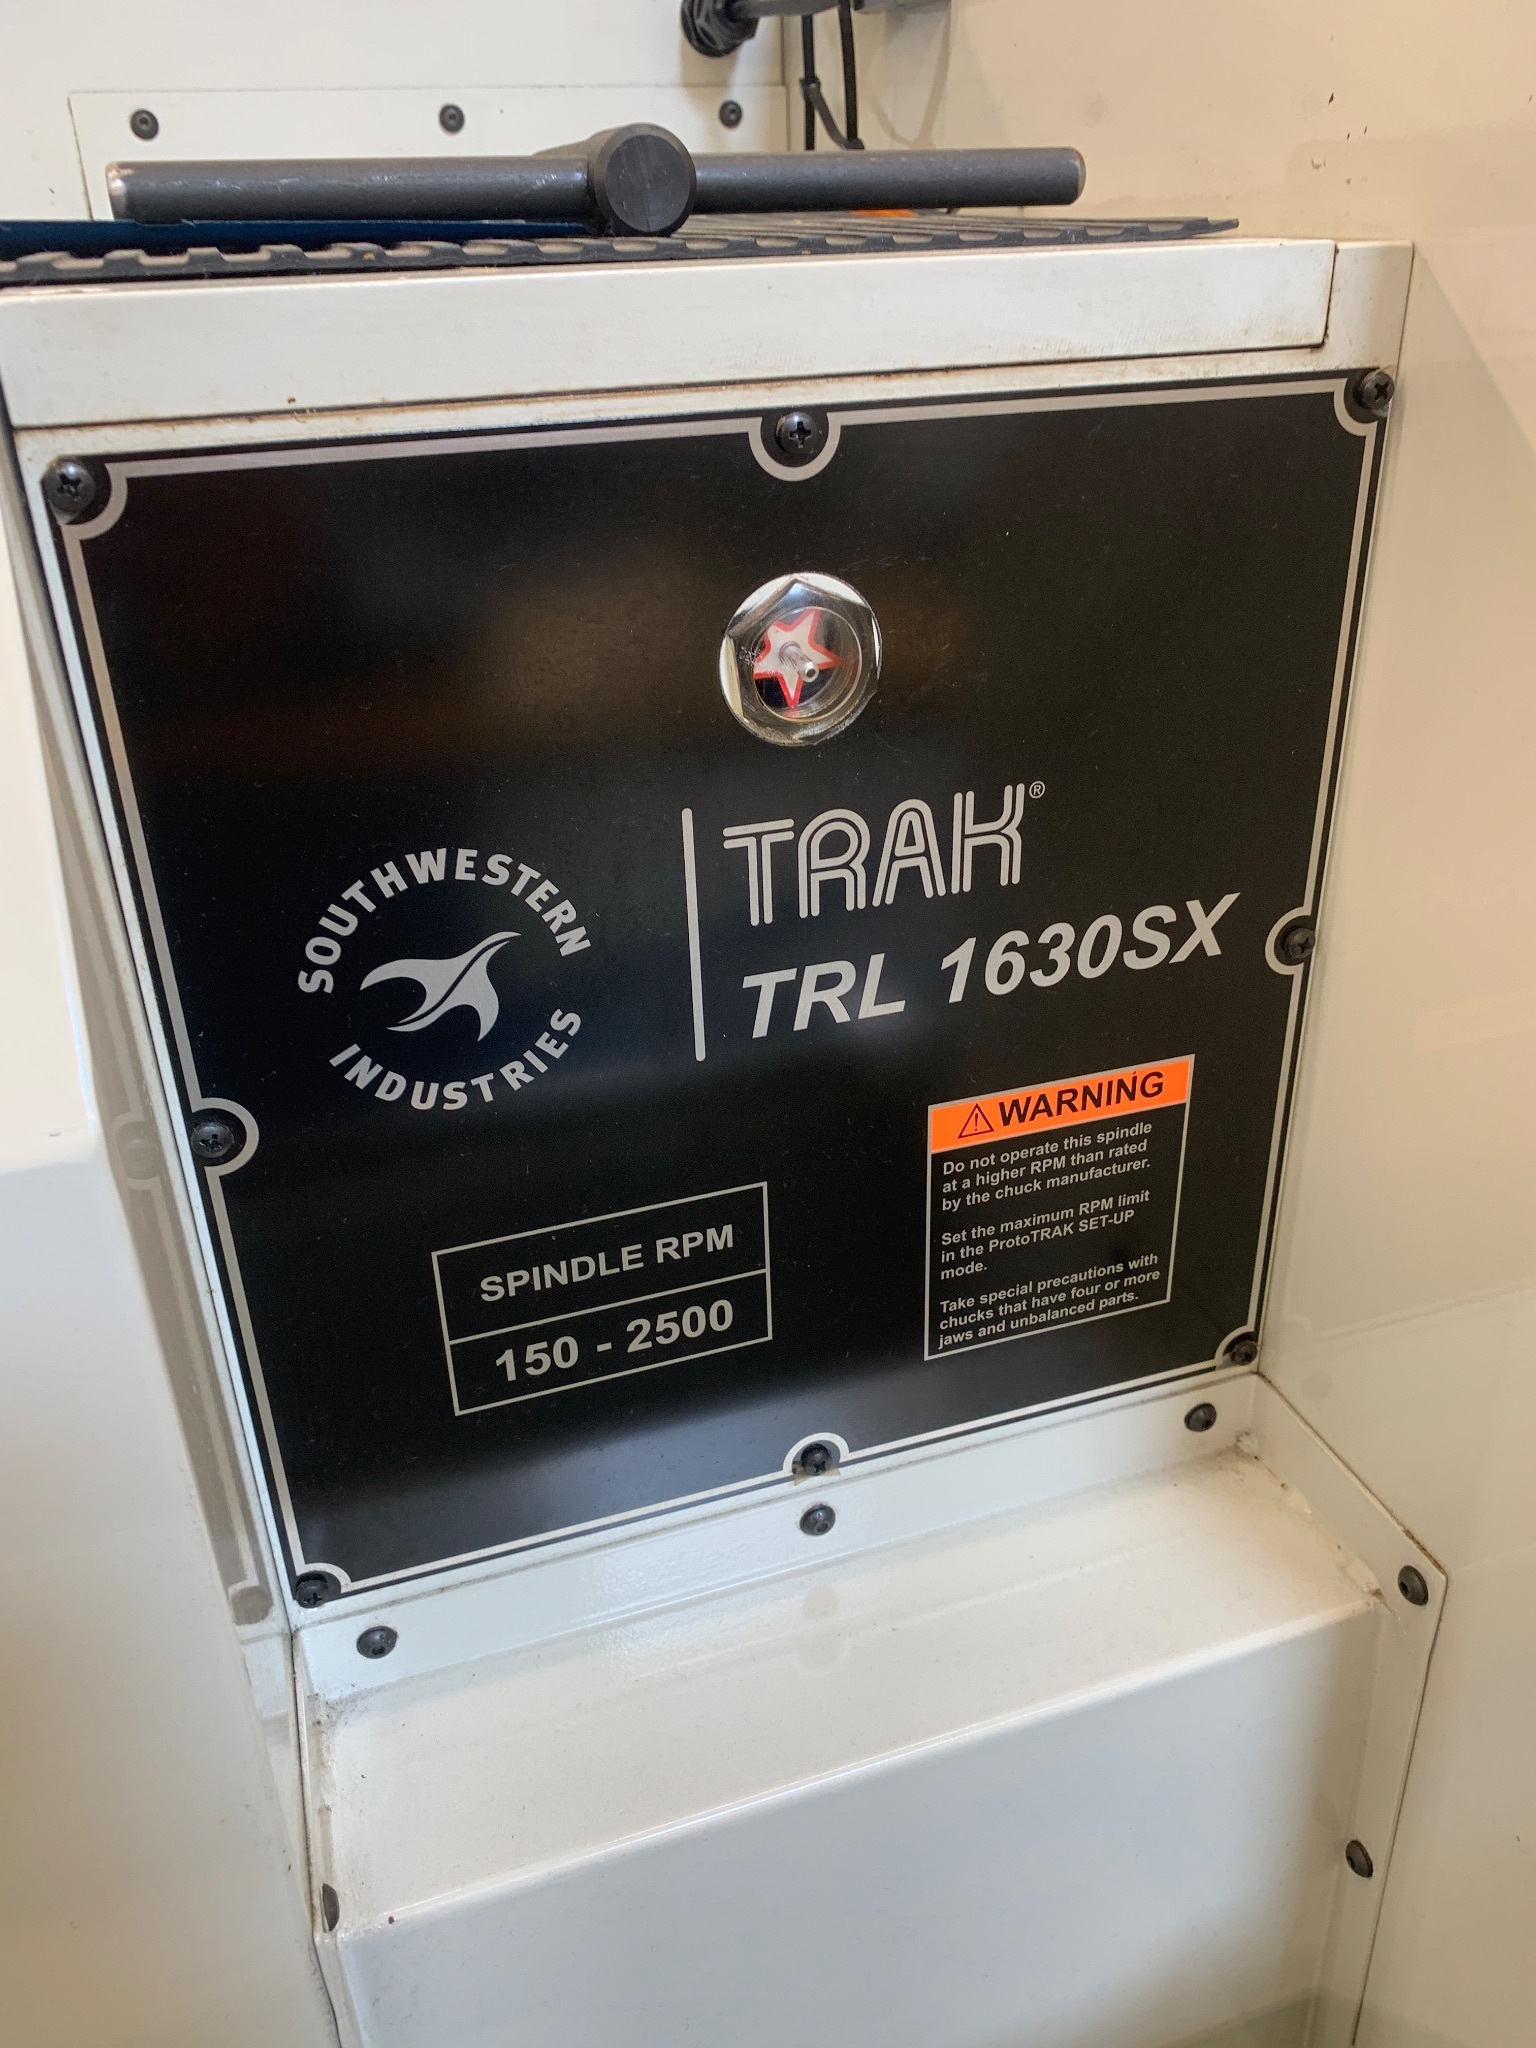 SOUTHWESTERN
INDUSTRIES
TRAK®
TRL 1630SX
SPINDLE RPM
150 - 2500
⚠WARNING
Do not operate this spindle
at a higher RPM than rated
by the chuck manufacturer.
Set the maximum RPM limit
in the ProtoTRAK SET-UP
mode.
Take special precautions with
chucks that have four or more
jaws and unbalanced parts.